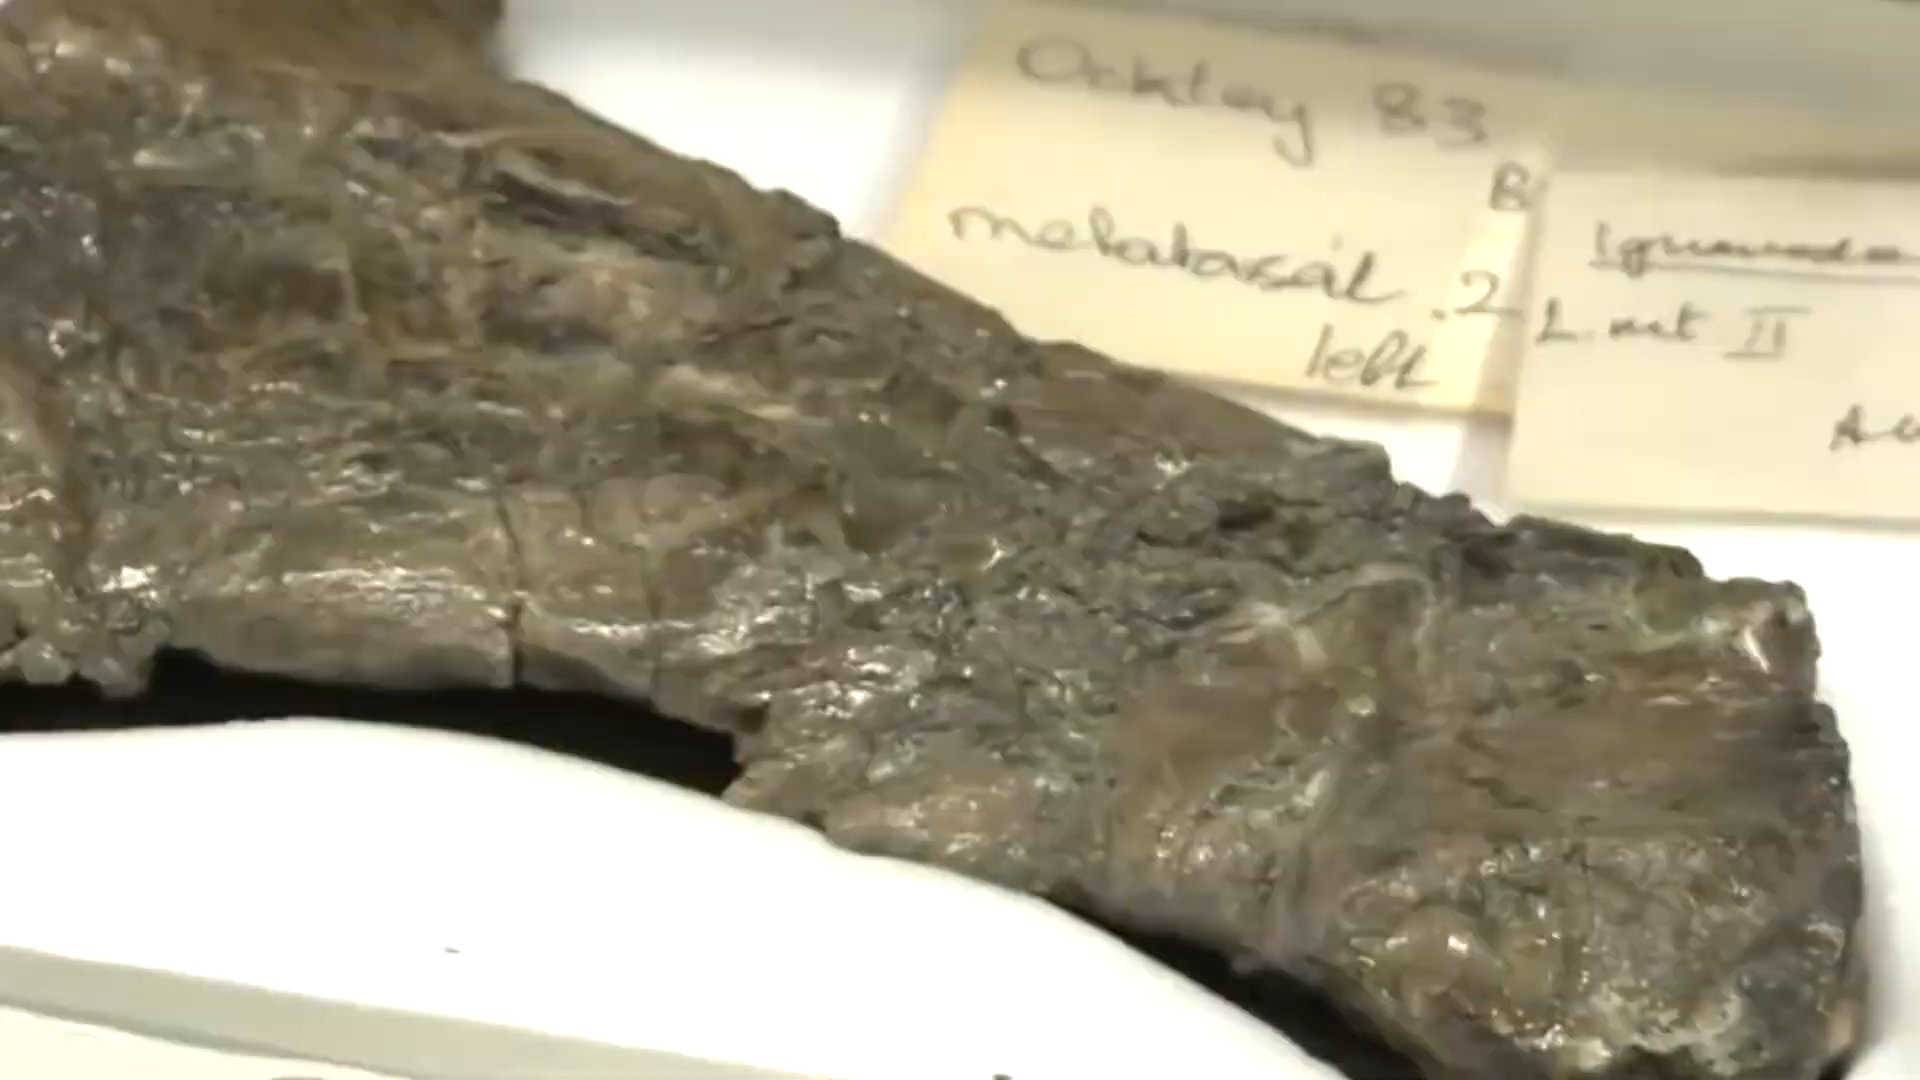 Ockley 83
B
metatarsal .2
left
Iguanodon
L. mt II